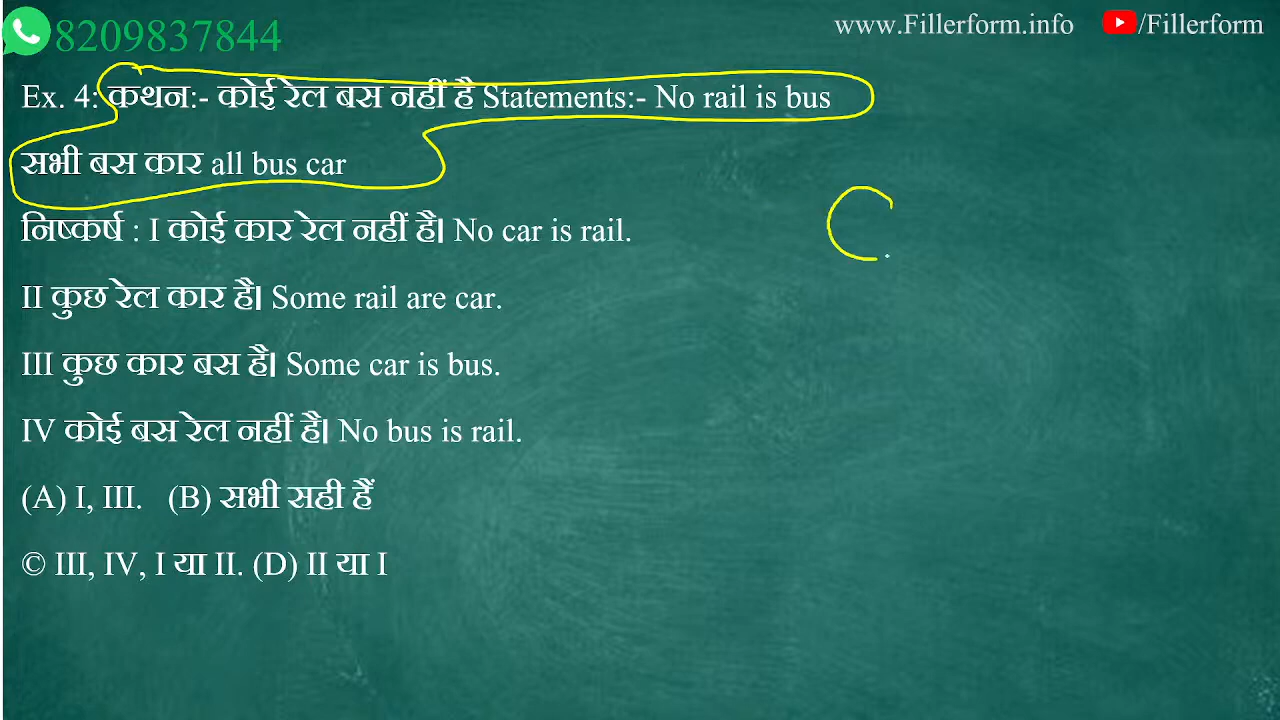 8209837844
www.Fillerform.info /Fillerform
Ex. 4: कथन:- कोई रेल बस नहीं है Statements:- No rail is bus
सभी बस कार all bus car
निष्कर्ष : I कोई कार रेल नहीं है। No car is rail.
II कुछ रेल कार है। Some rail are car.
III कुछ कार बस है। Some car is bus.
IV कोई बस रेल नहीं है। No bus is rail.
(A) I, III. (B) सभी सही हैं
© III, IV, I या II. (D) II या I